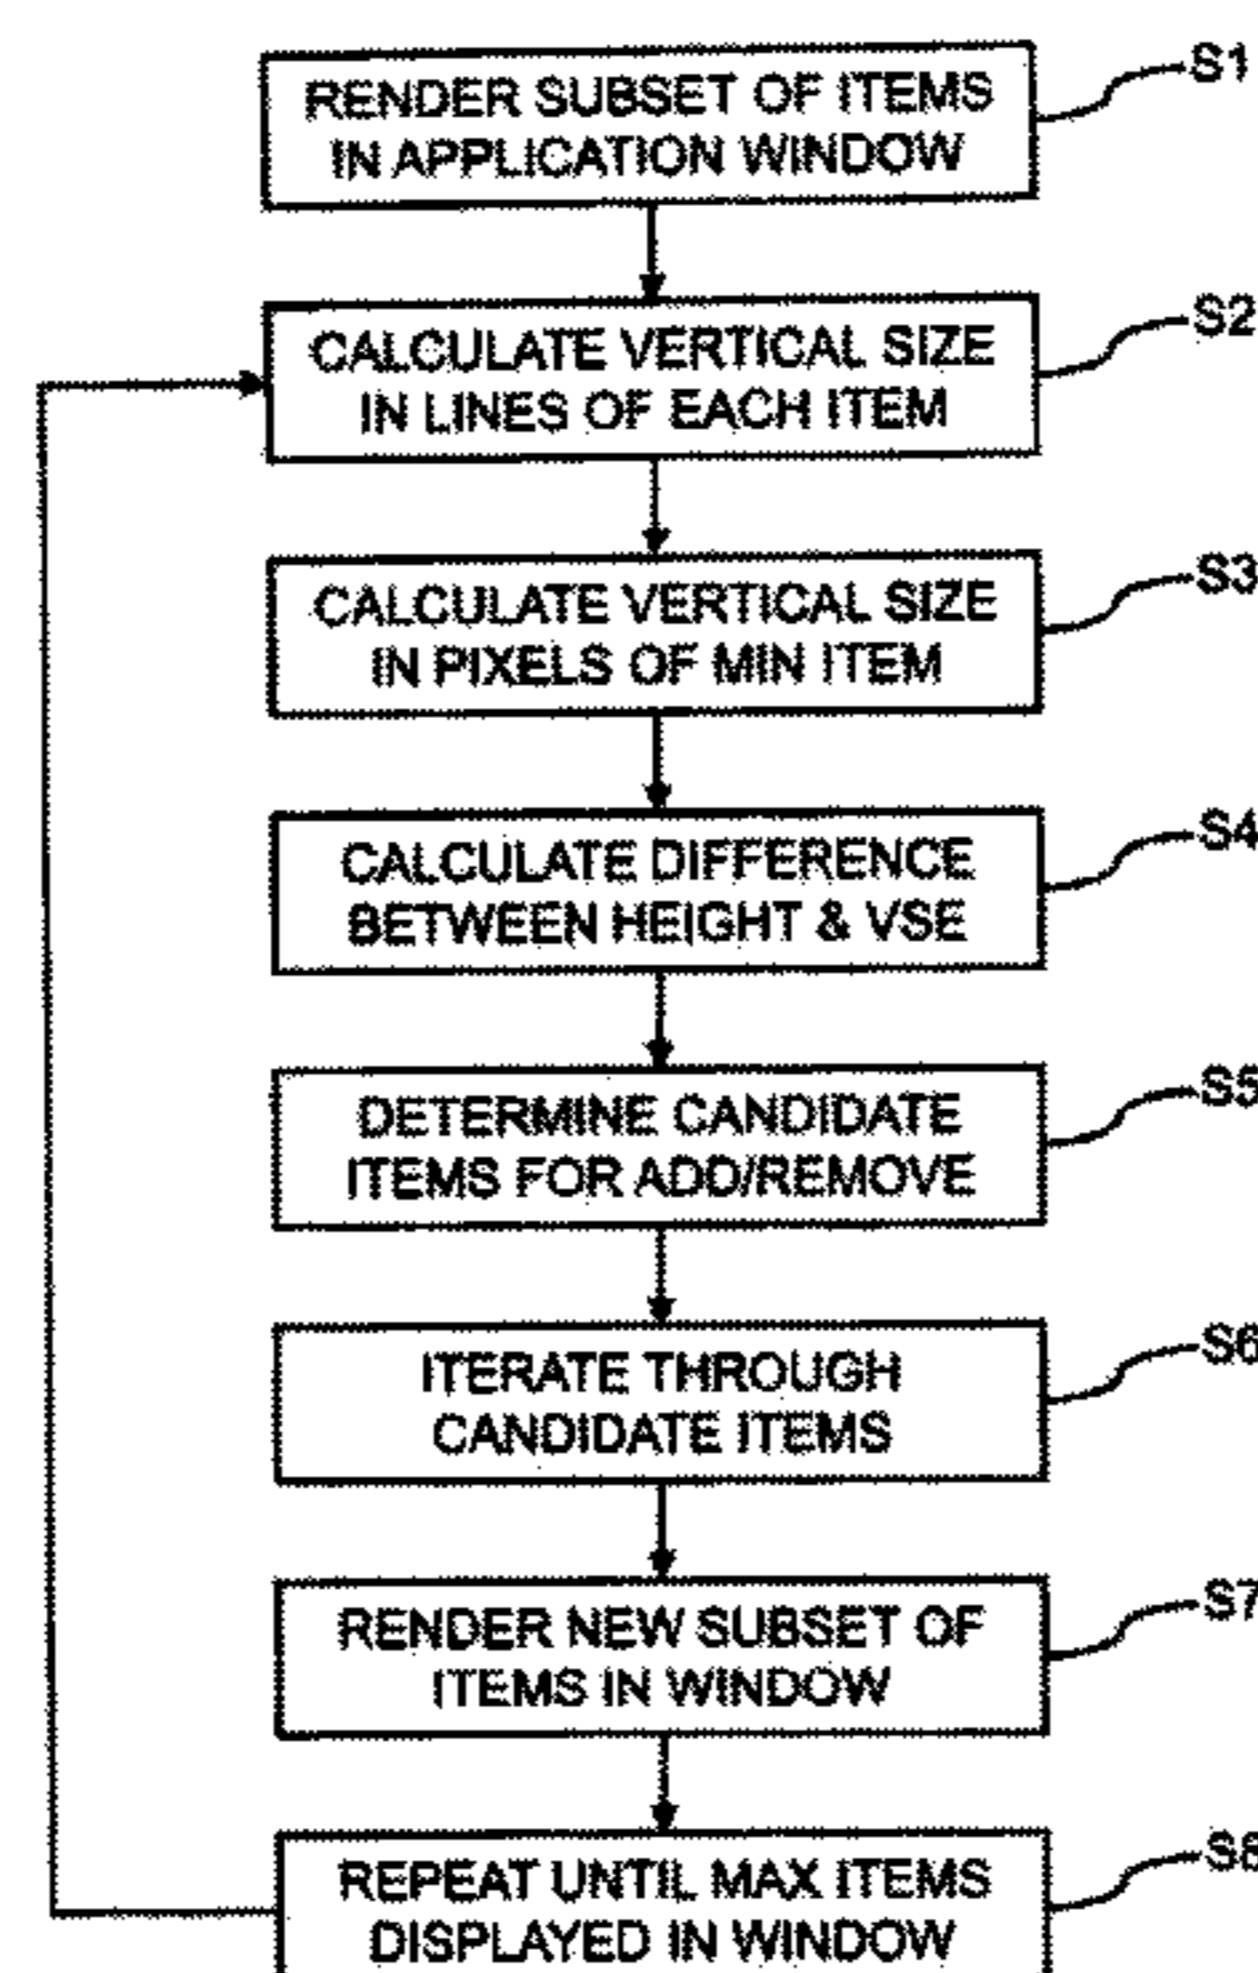 RENDER SUBSET OF ITEMS
IN APPLICATION WINDOW
S1
CALCULATE VERTICAL SIZE
IN LINES OF EACH ITEM
S2
CALCULATE VERTICAL SIZE
IN PIXELS OF MIN ITEM
S3
CALCULATE DIFFERENCE
BETWEEN HEIGHT & VSE
S4
DETERMINE CANDIDATE
ITEMS FOR ADD/REMOVE
S5
ITERATE THROUGH
CANDIDATE ITEMS
S6
RENDER NEW SUBSET OF
ITEMS IN WINDOW
S7
REPEAT UNTIL MAX ITEMS
DISPLAYED IN WINDOW
S8